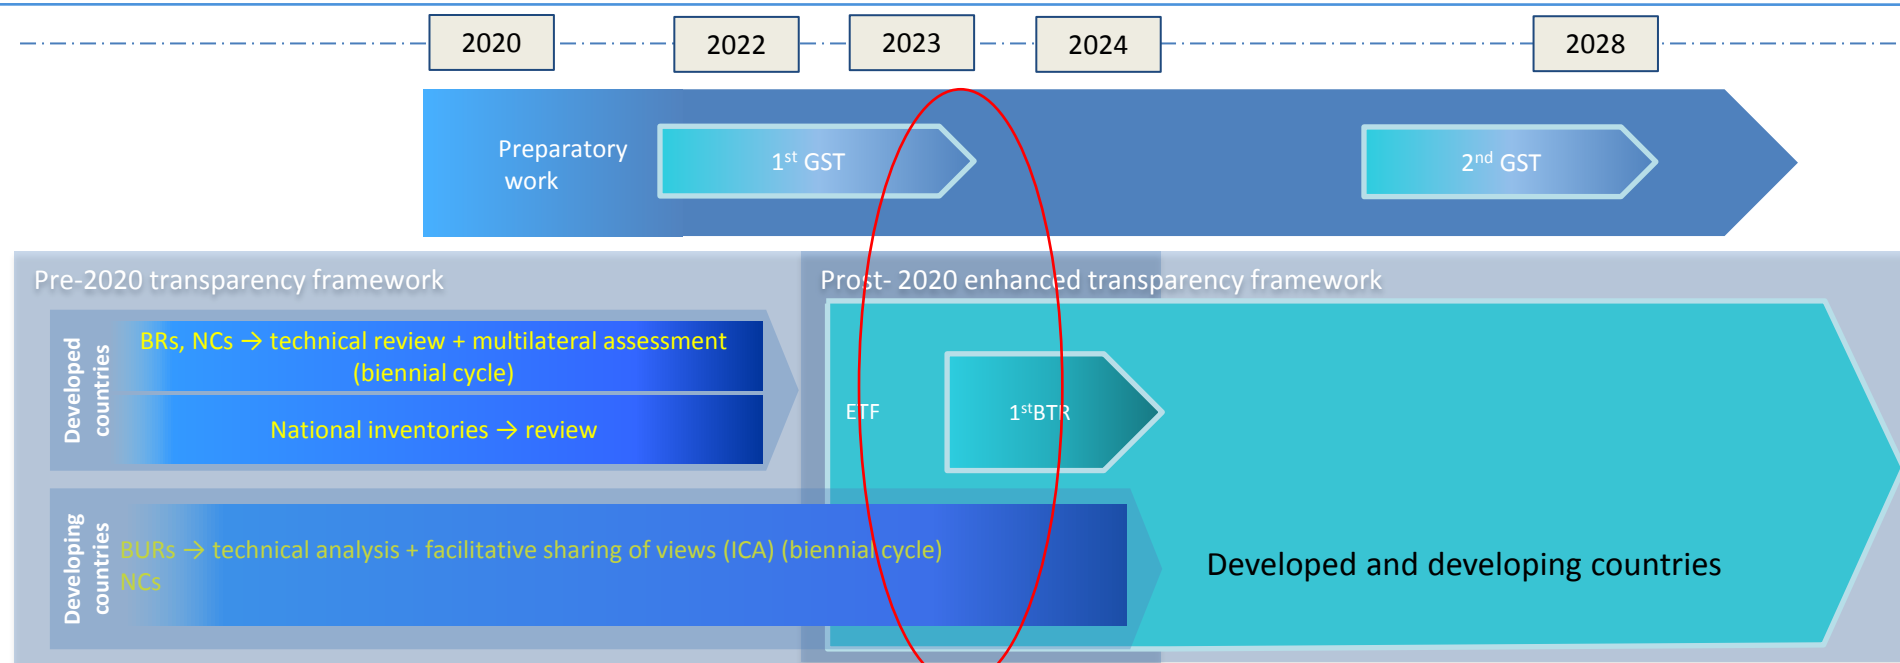 2020
2022
2023
2024
2028
Preparatory
work
1st GST
2nd GST
Pre-2020 transparency framework
Prost- 2020 enhanced transparency framework
Developed
countries
BRs, NCs → technical review + multilateral assessment
(biennial cycle)
National inventories → review
ETF
1stBTR
Developing
countries
BURs → technical analysis + facilitative sharing of views (ICA) (biennial cycle)
NCs
Developed and developing countries